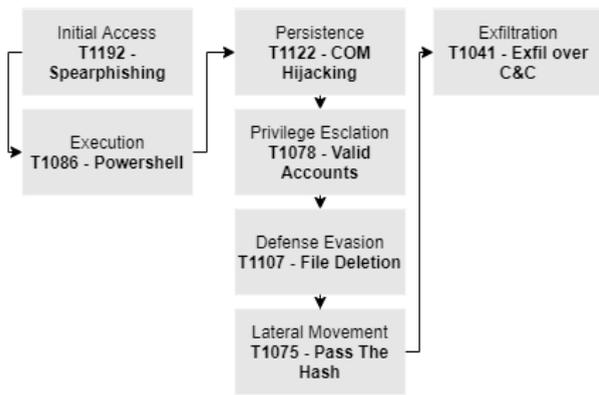 Initial Access
T1192 -
Spearphishing
Execution
T1086 - Powershell
Persistence
T1122 - COM
Hijacking
Privilege Esclation
T1078 - Valid
Accounts
Defense Evasion
T1107 - File Deletion
Lateral Movement
T1075 - Pass The
Hash
Exfiltration
T1041 - Exfil over
C&C